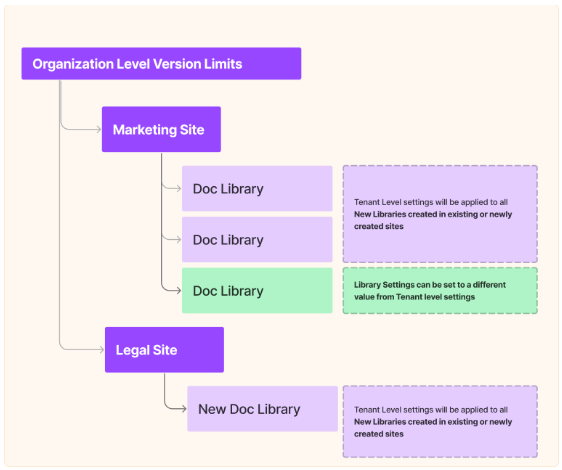 Organization Level Version Limits
Marketing Site
Doc Library
Tenant Level settings will be applied to all
New Libraries created in existing or newly
created sites
Doc Library
Doc Library
Library Settings can be set to a different
value from Tenant level settings
Legal Site
New Doc Library
Tenant Level settings will be applied to all
New Libraries created in existing or newly
created sites